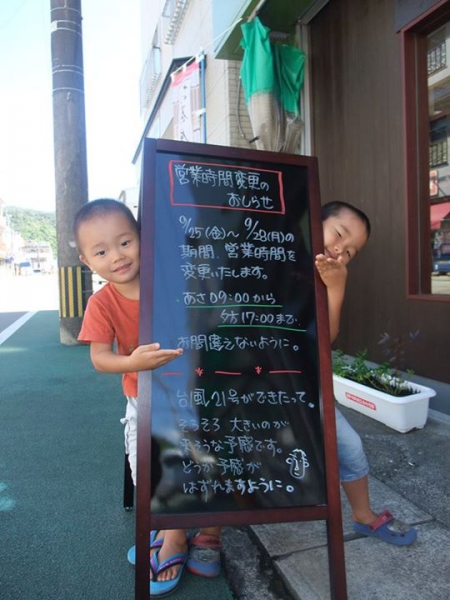 営業時間変更の
おしらせ
9/25(金)〜9/28(月)の
期間、営業時間を
変更いたします。
・あさ09:00から
夕方17:00まで。
お間違えないように。
台風21号ができたって。
そろそろ大きいのが
来そうな予感です。
どうか予感が
はずれますように。